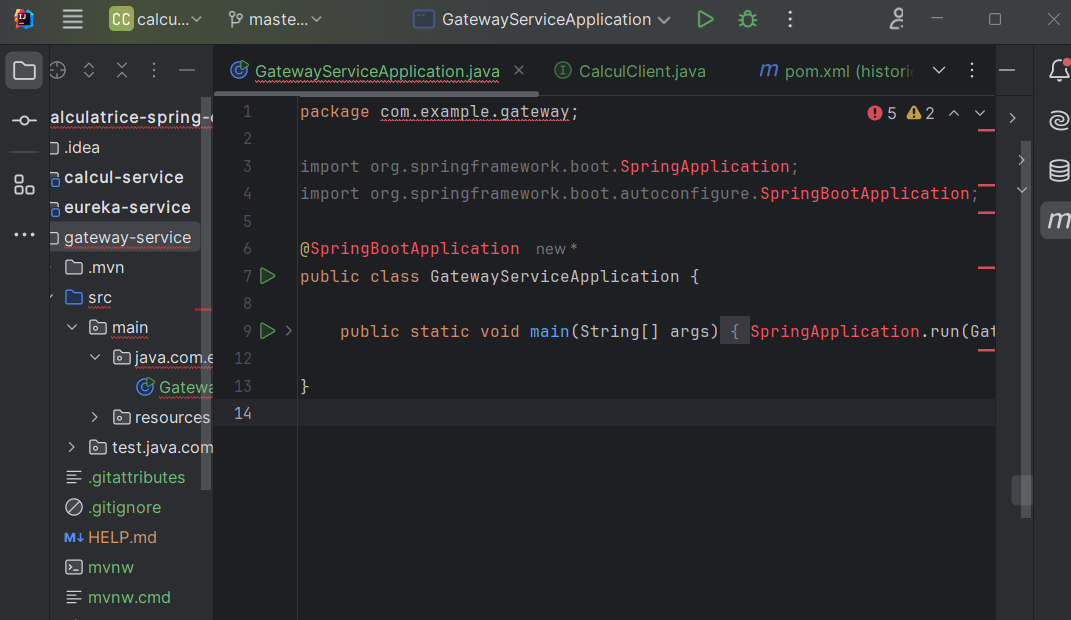 CC calcu... maste... GatewayServiceApplication
GatewayServiceApplication.java CalculClient.java m pom.xml (histori
alculatrice-spring-
.idea
calcul-service
eureka-service
gateway-service
.mvn
src
main
java.com.e
Gatewa
resources
test.java.com
.gitattributes
.gitignore
M↓ HELP.md
mvnw
mvnw.cmd
5 2
1 package com.example.gateway;
2
3 import org.springframework.boot.SpringApplication;
4 import org.springframework.boot.autoconfigure.SpringBootApplication;
5
6 @SpringBootApplication new *
7 public class GatewayServiceApplication {
8
9 public static void main(String[] args) { SpringApplication.run(Gat
12
13 }
14
m